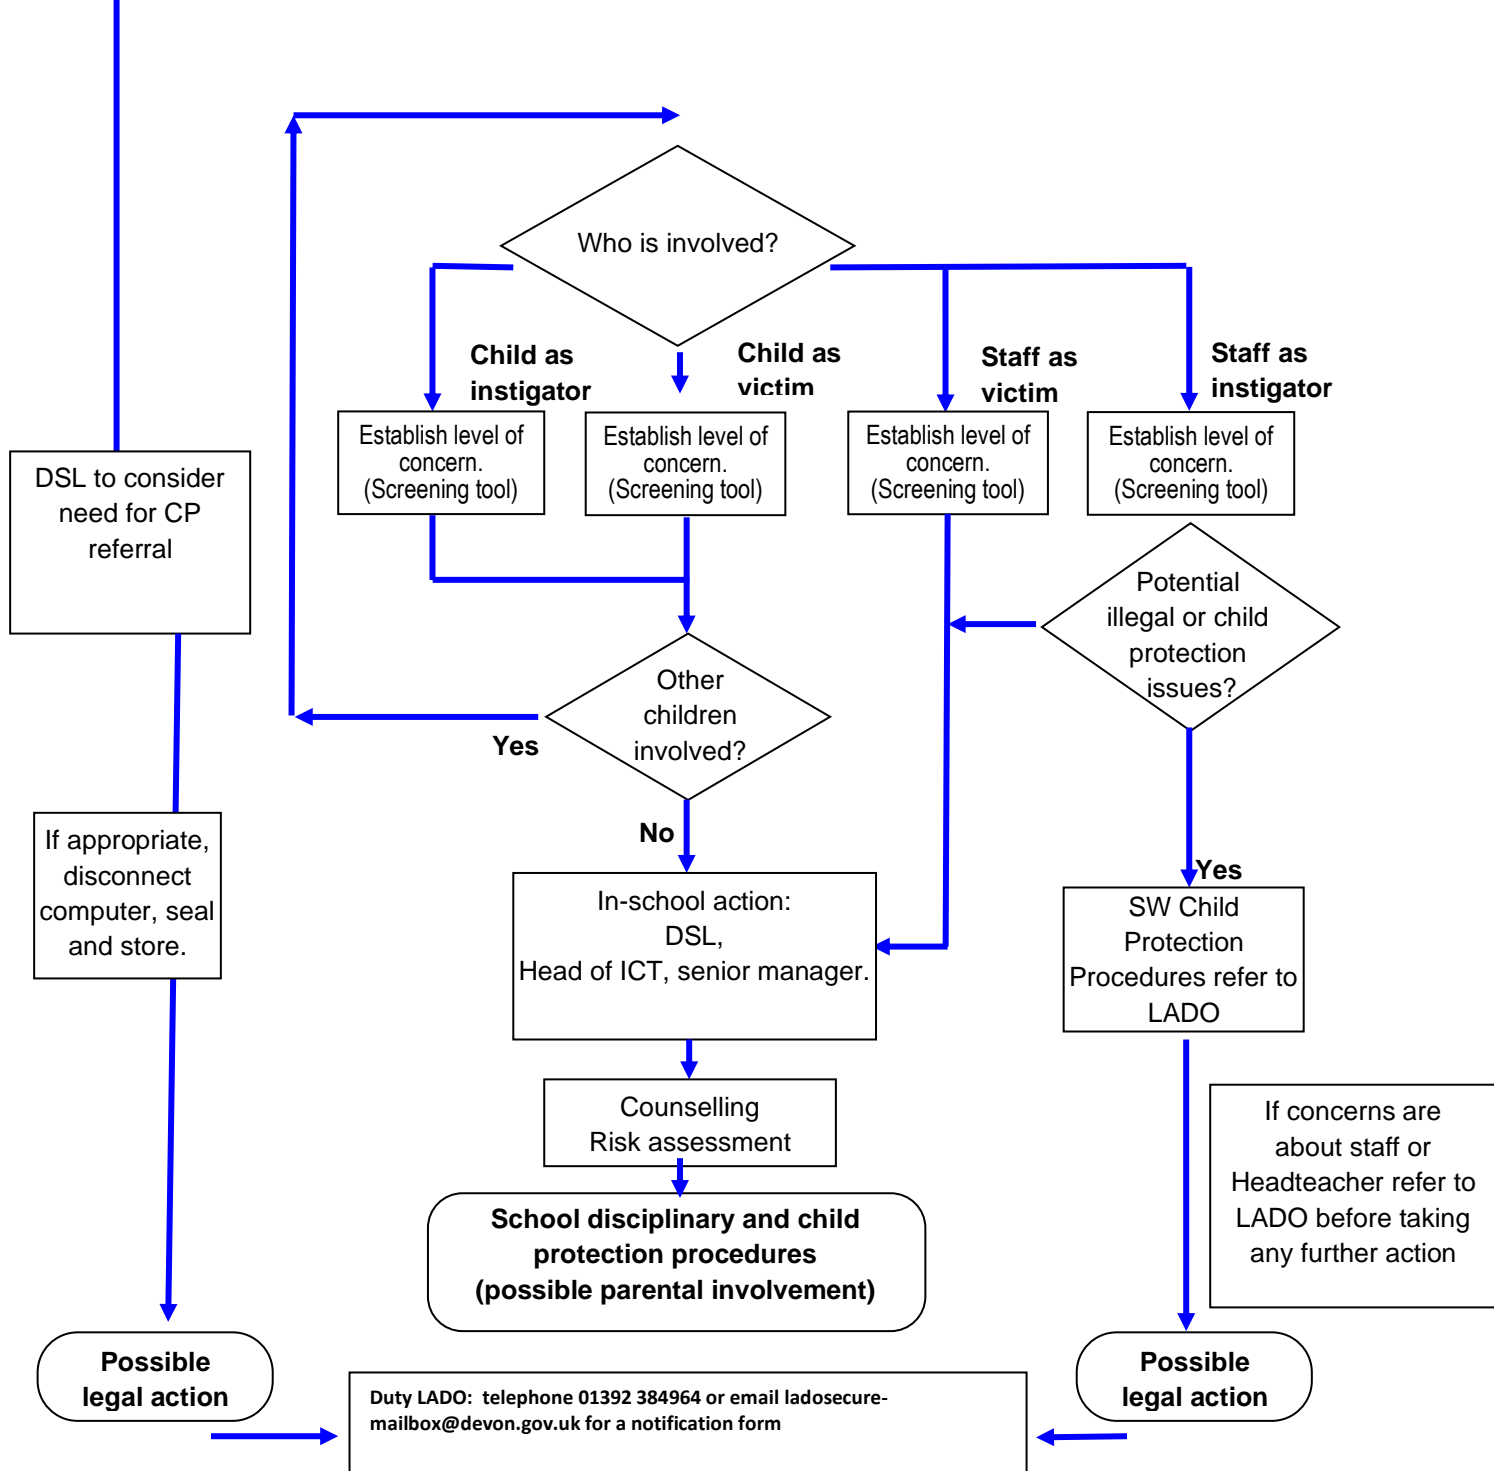 Who is involved?
Child as
instigator
Child as
victim
Staff as
victim
Staff as
instigator
Establish level of
concern.
(Screening tool)
Establish level of
concern.
(Screening tool)
Establish level of
concern.
(Screening tool)
Establish level of
concern.
(Screening tool)
DSL to consider
need for CP
referral
Potential
illegal or child
protection
issues?
Other
children
involved?
Yes
No
Yes
If appropriate,
disconnect
computer, seal
and store.
In-school action:
DSL,
Head of ICT, senior manager.
SW Child
Protection
Procedures refer to
LADO
Counselling
Risk assessment
If concerns are
about staff or
Headteacher refer to
LADO before taking
any further action
School disciplinary and child
protection procedures
(possible parental involvement)
Possible
legal action
Possible
legal action
Duty LADO: telephone 01392 384964 or email ladosecure-
mailbox@devon.gov.uk for a notification form